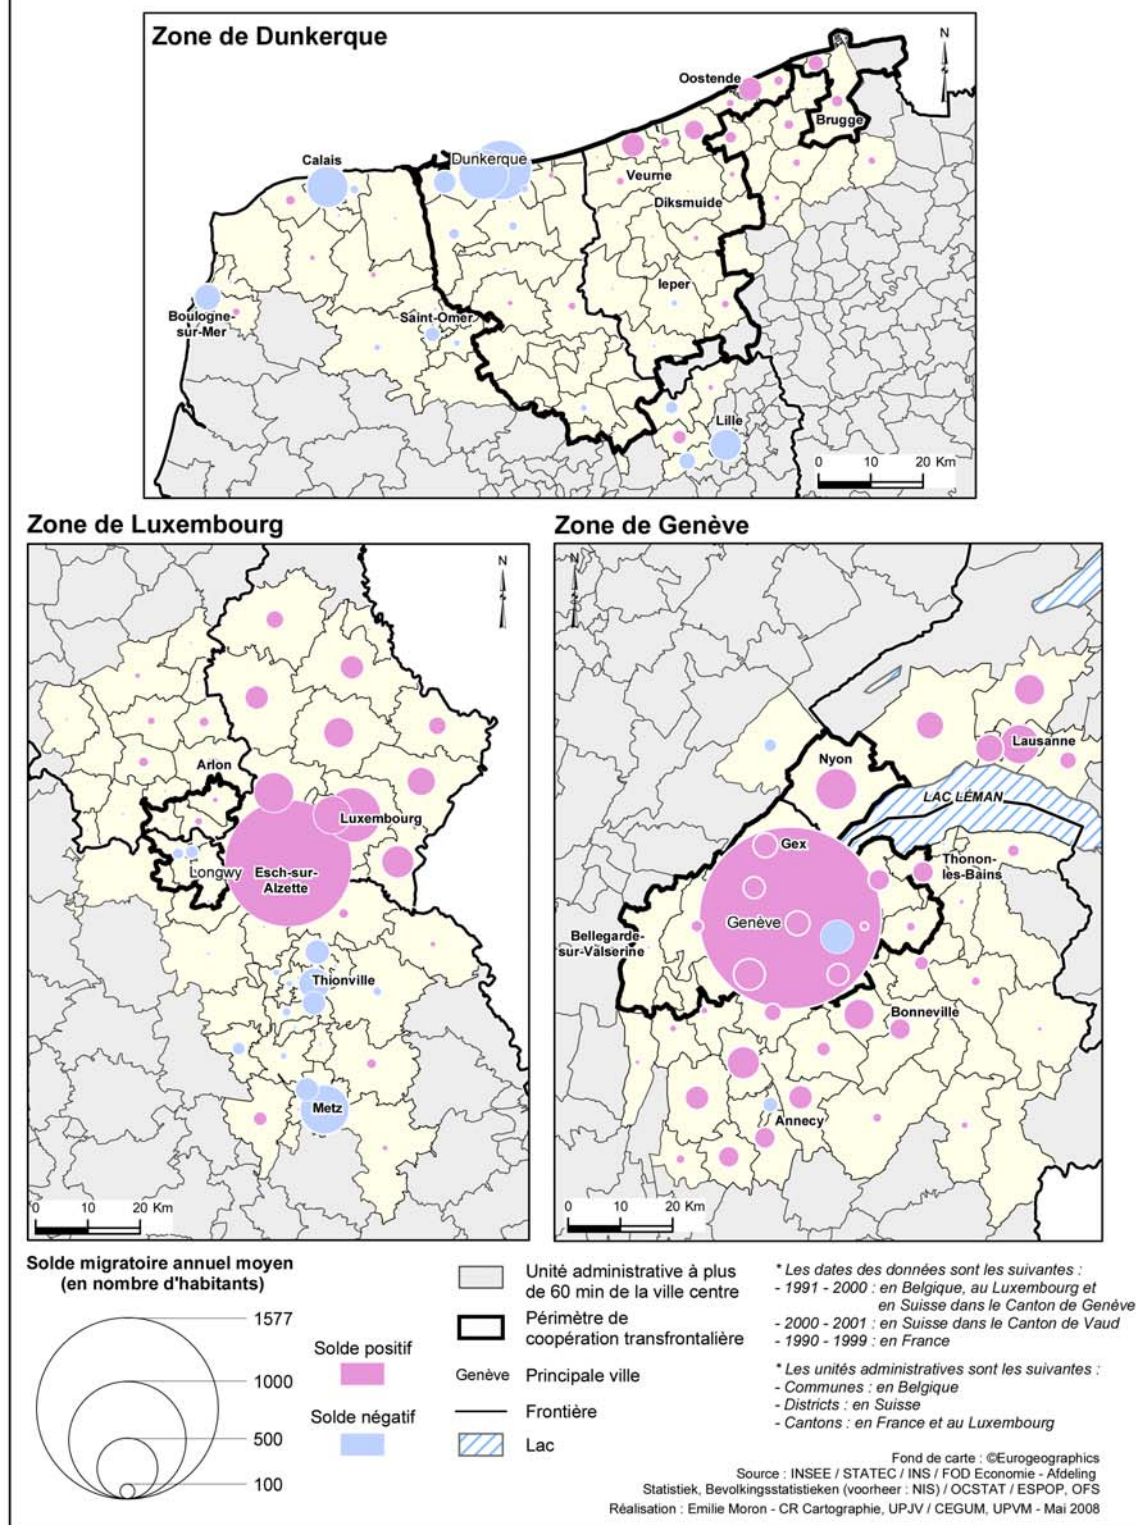 Zone de Dunkerque
N
Oostende
Brugge
Dunkerque
Calais
Veurne
Diksmuide
Ieper
Boulogne-
sur-Mer
Saint-Omer
Lille
0 10 20 Km
Zone de Luxembourg
N
Arlon
Luxembourg
Longwy
Esch-sur-
Alzette
Thionville
Metz
0 10 20 Km
Zone de Genève
N
Lausanne
Nyon
LAC LÉMAN
Gex
Thonon-
les-Bains
Genève
Bellegarde-
sur-Valserine
Bonneville
Annecy
0 10 20 Km
Solde migratoire annuel moyen
(en nombre d'habitants)
1577
1000
500
100
Solde positif
Solde négatif
Unité administrative à plus
de 60 min de la ville centre
Périmètre de
coopération transfrontalière
Genève Principale ville
Frontière
Lac
* Les dates des données sont les suivantes :
- 1991 - 2000 : en Belgique, au Luxembourg et
en Suisse dans le Canton de Genève
- 2000 - 2001 : en Suisse dans le Canton de Vaud
- 1990 - 1999 : en France
* Les unités administratives sont les suivantes :
- Communes : en Belgique
- Districts : en Suisse
- Cantons : en France et au Luxembourg
Fond de carte : ©Eurogeographics
Source : INSEE / STATEC / INS / FOD Economie - Afdeling
Statistiek, Bevolkingsstatistieken (voorheer : NIS) / OCSTAT / ESPOP, OFS
Réalisation : Emilie Moron - CR Cartographie, UPJV / CEGUM, UPVM - Mai 2008